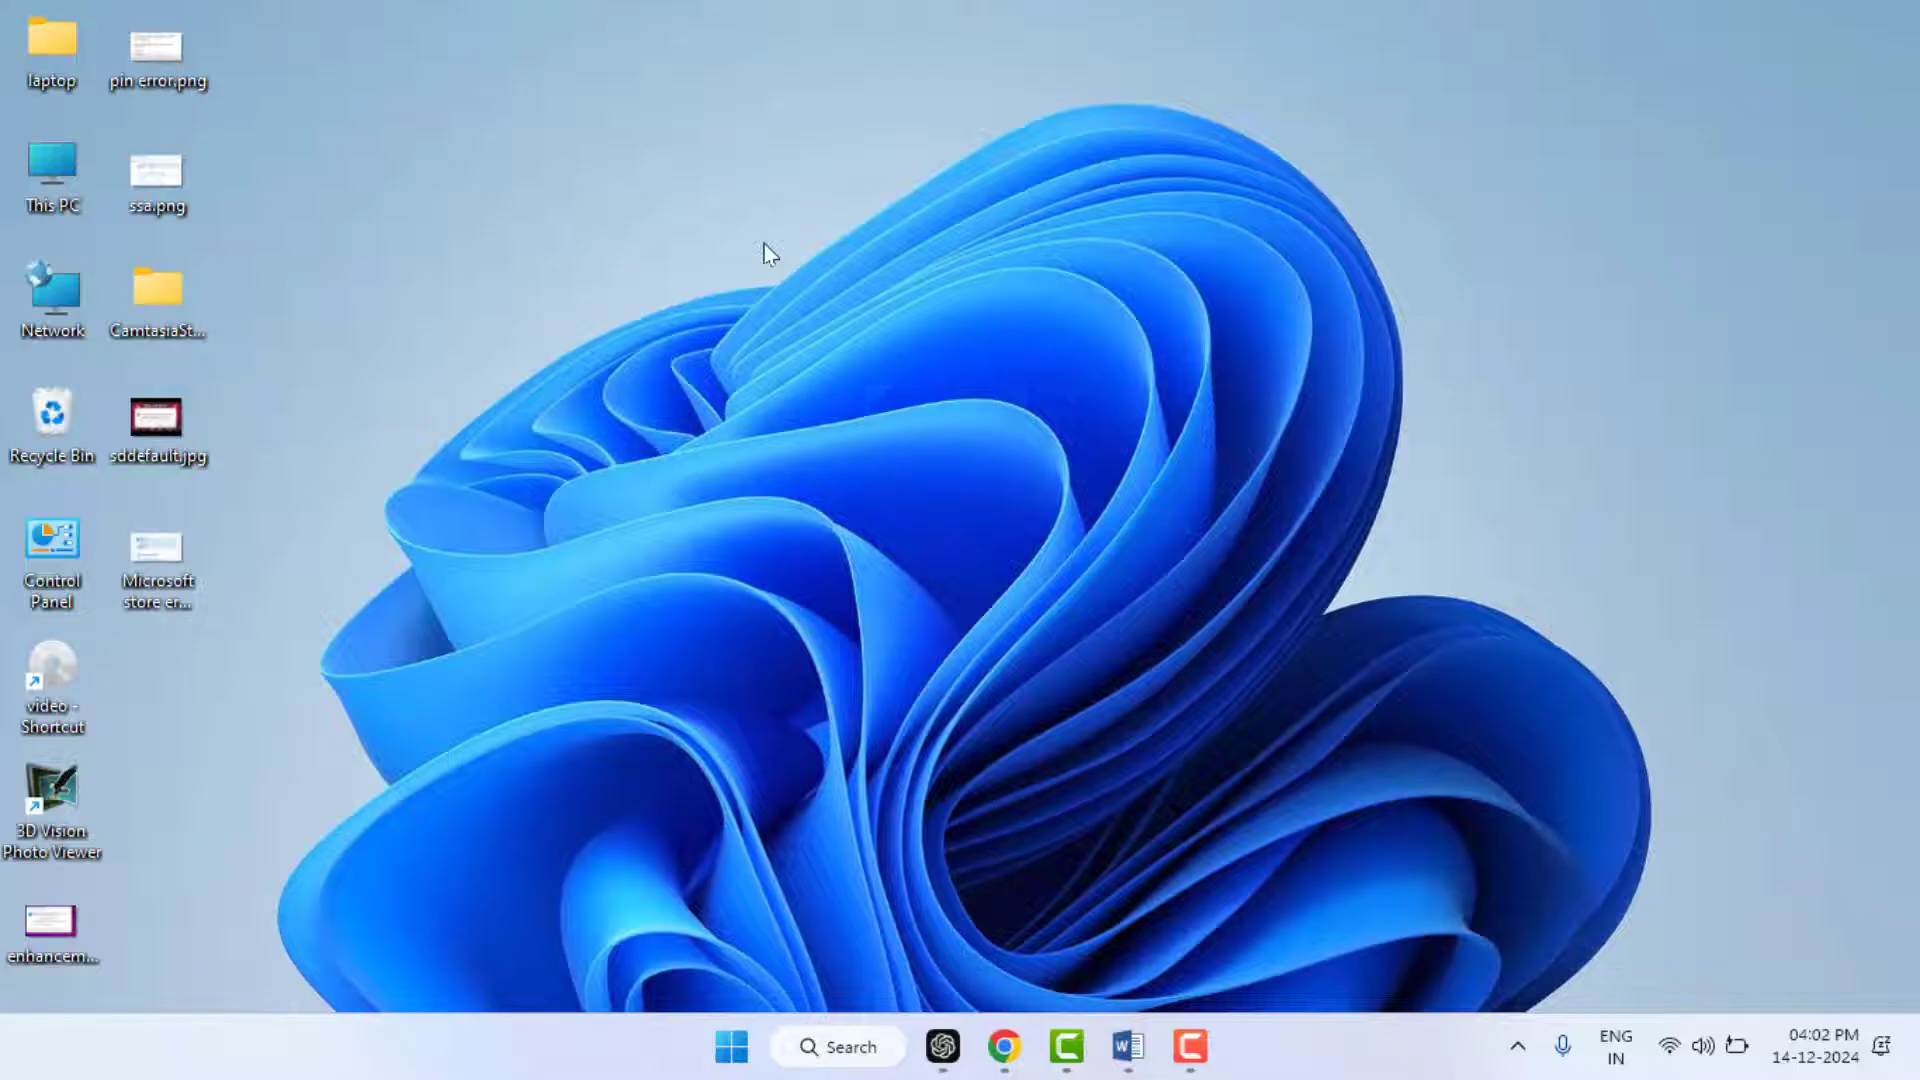 laptop
pin error.png
This PC
ssa.png
Network
CamtasiaSt...
Recycle Bin
sddefault.jpg
Control
Panel
Microsoft
store er...
video -
Shortcut
3D Vision
Photo Viewer
enhancem...
Search
W
ENG
IN
04:02 PM
14-12-2024